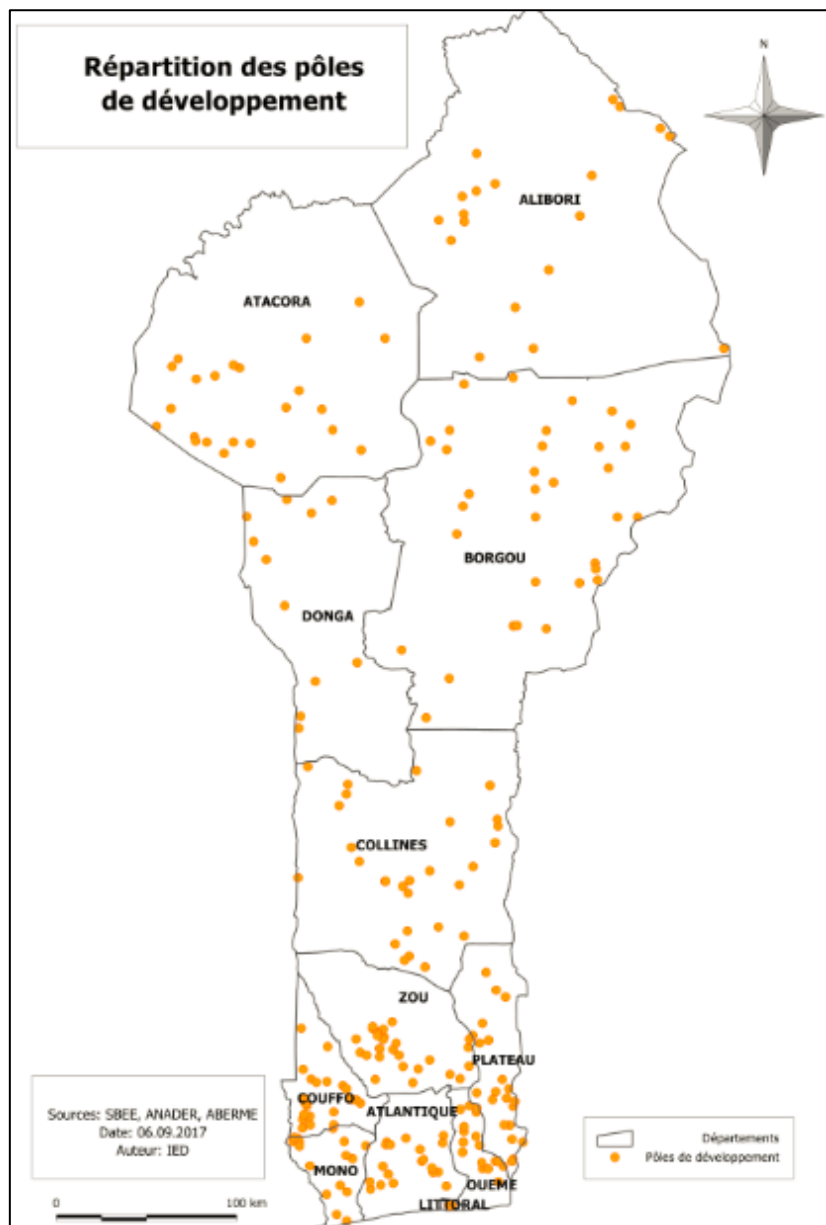 Répartition des pôles
de développement
N
ALIBORI
ATACORA
BORGOU
DONGA
COLLINES
ZOU
PLATEAU
COUFFO
ATLANTIQUE
MONO
OUEME
LITTORAL
Sources: SBEE, ANADER, ABERME
Date: 06.09.2017
Auteur: IED
0 100 km
Départements
Pôles de développement